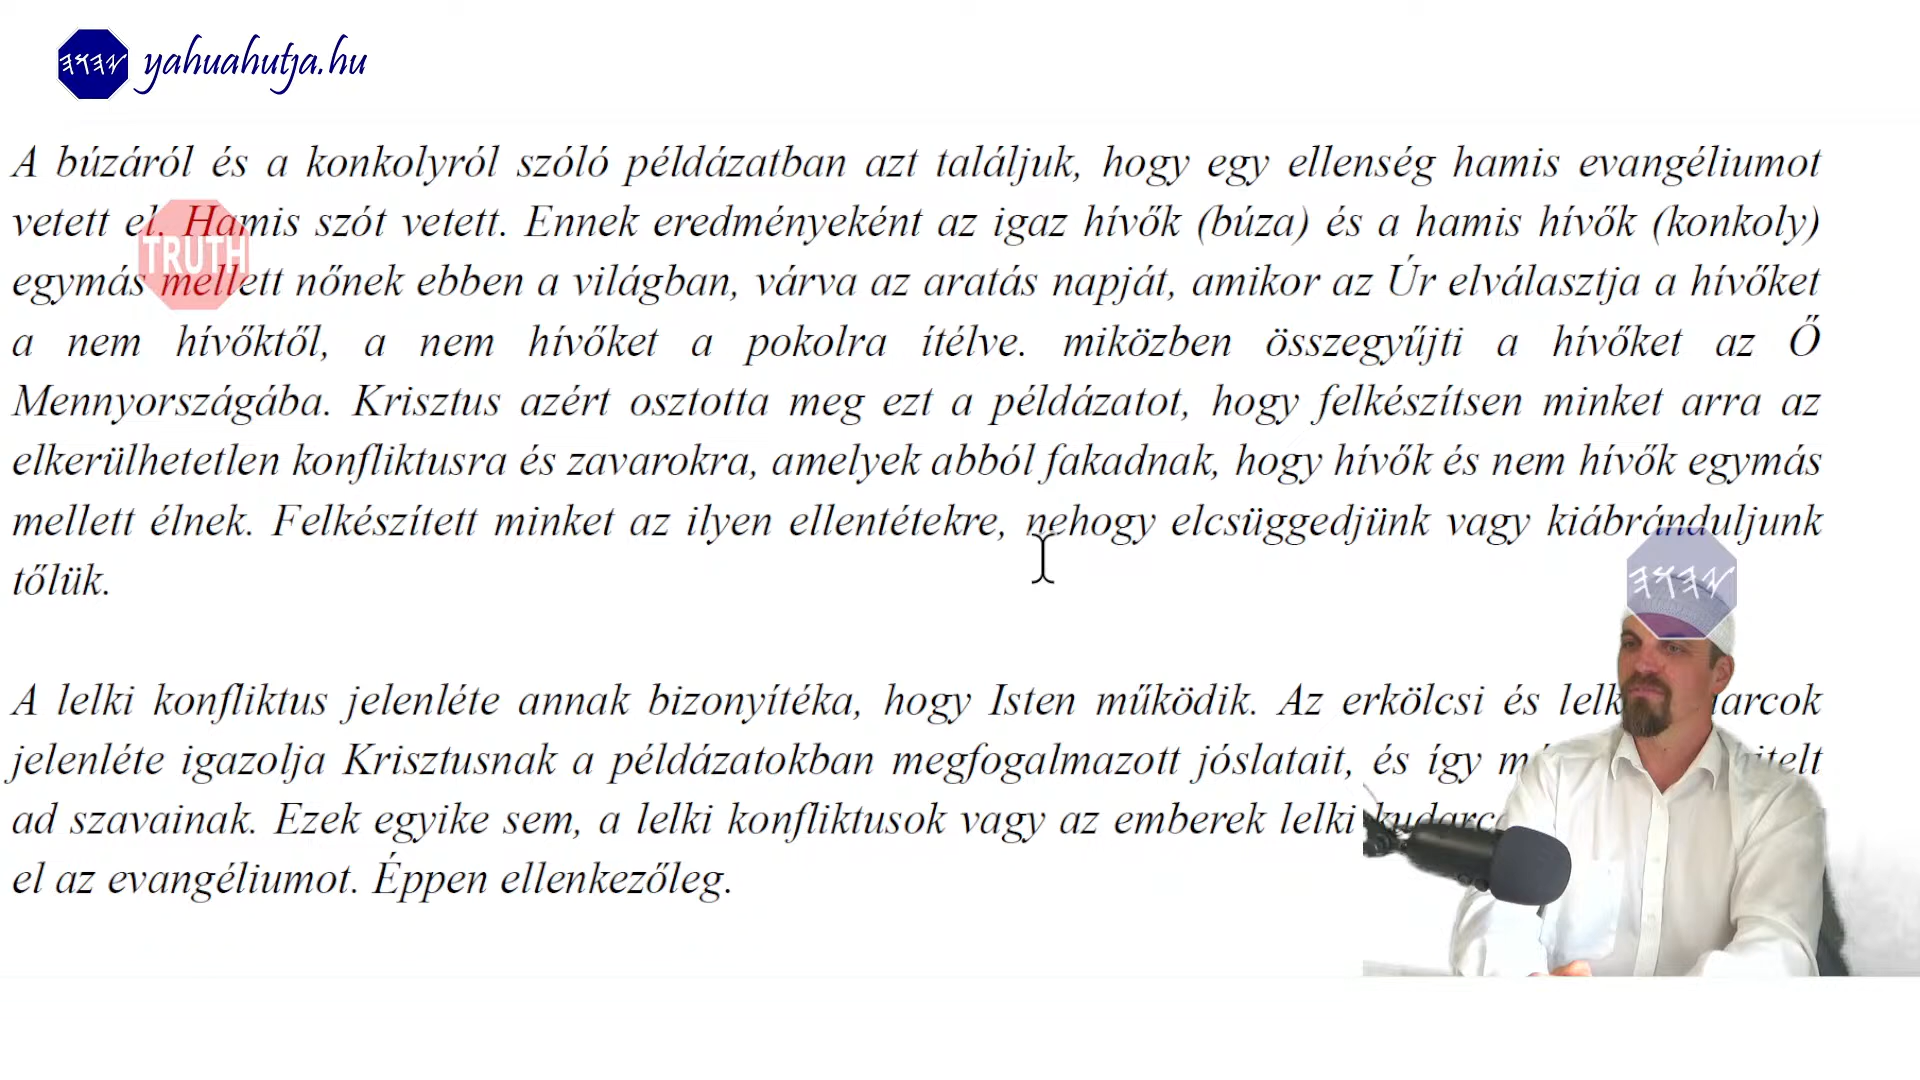 yahuahutja.hu
A búzáról és a konkolyról szóló példázatban azt találjuk, hogy egy ellenség hamis evangéliumot
vetett el. Hamis szót vetett. Ennek eredményeként az igaz hívők (búza) és a hamis hívők (konkoly)
TRUTH
egymás mellett nőnek ebben a világban, várva az aratás napját, amikor az Úr elválasztja a hívőket
a nem hívőktől, a nem hívőket a pokolra ítélve. miközben összegyűjti a hívőket az Ő
Mennyországába. Krisztus azért osztotta meg ezt a példázatot, hogy felkészítsen minket arra az
elkerülhetetlen konfliktusra és zavarokra, amelyek abból fakadnak, hogy hívők és nem hívők egymás
mellett élnek. Felkészített minket az ilyen ellentétekre, nehogy elcsüggedjünk vagy kiábránduljunk
tőlük.
A lelki konfliktus jelenléte annak bizonyítéka, hogy Isten működik. Az erkölcsi és
jelenléte igazolja Krisztusnak a példázatokban megfogalmazott jóslatait, és így
ad szavainak. Ezek egyike sem, a lelki konfliktusok vagy az emberek lelki
el az evangéliumot. Éppen ellenkezőleg.